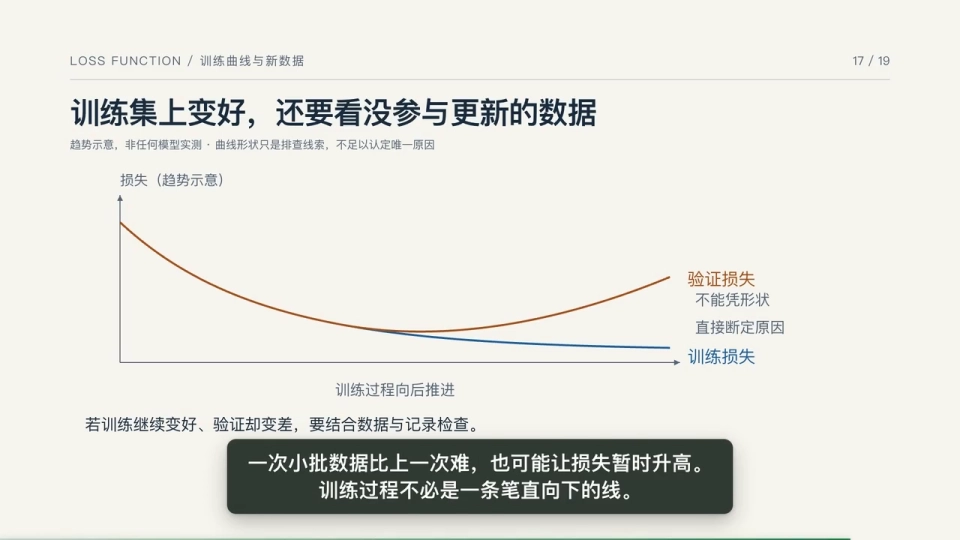 LOSS FUNCTION / 训练曲线与新数据
17 / 19
训练集上变好，还要看没参与更新的数据
趋势示意，非任何模型实测 · 曲线形状只是排查线索，不足以认定唯一原因
损失（趋势示意）
验证损失
不能凭形状
直接断定原因
训练损失
训练过程向后推进
若训练继续变好、验证却变差，要结合数据与记录检查。
一次小批数据比上一次难，也可能让损失暂时升高。
训练过程不必是一条笔直向下的线。